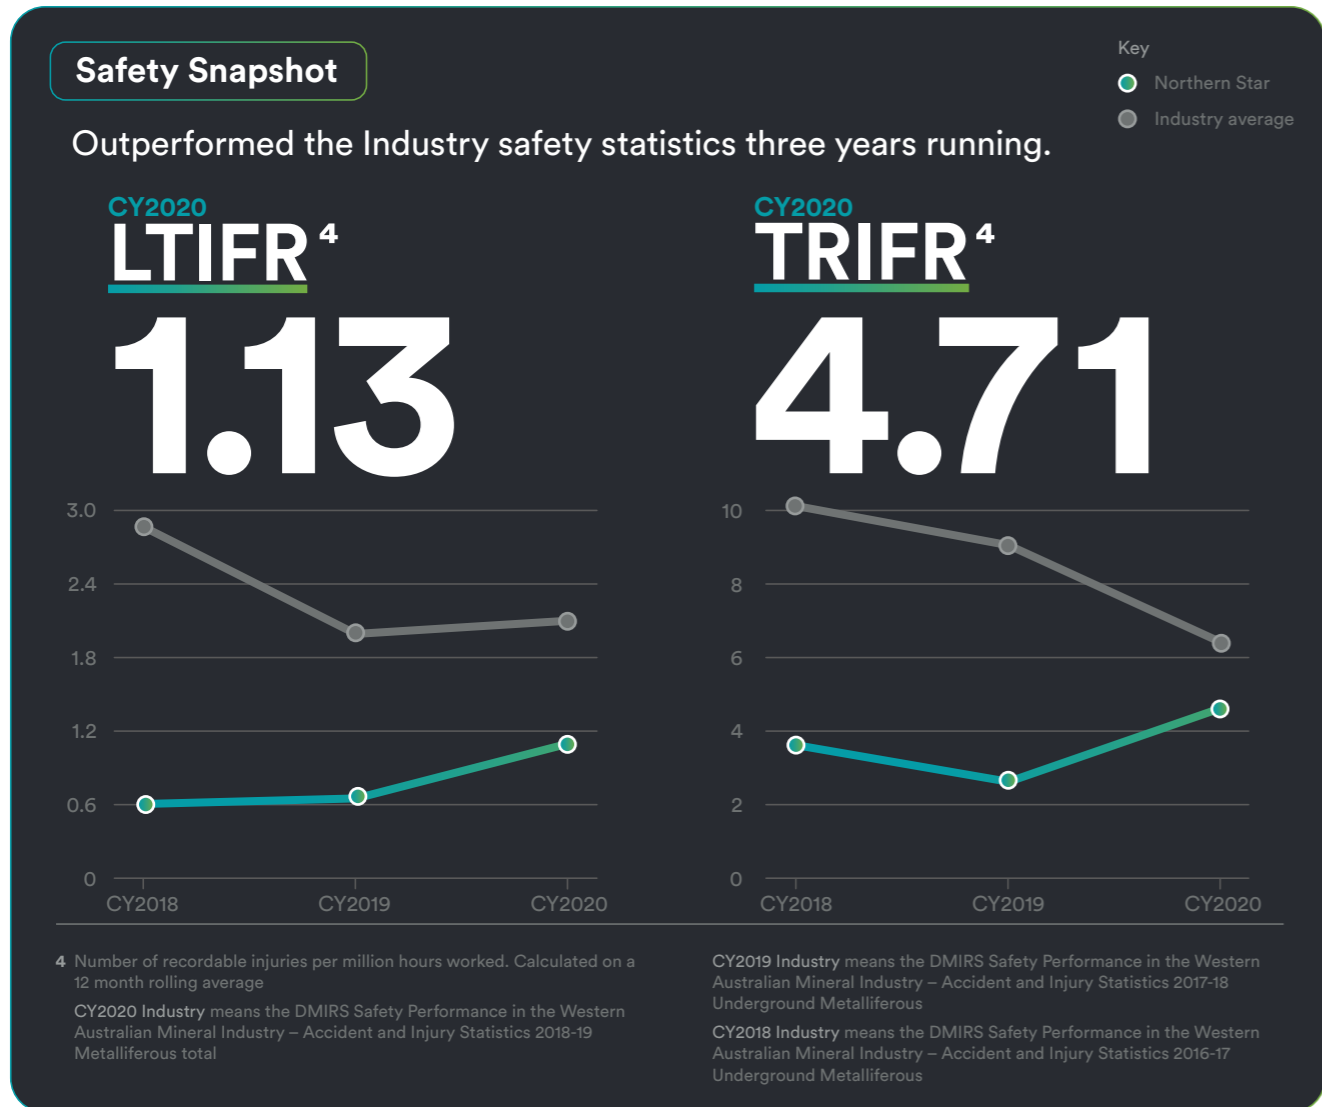 Safety Snapshot
Key
Northern Star
Industry average
Outperformed the Industry safety statistics three years running.
CY2020
LTIFR 4
1.13
3.0
2.4
1.8
1.2
0.6
0
CY2018 CY2019 CY2020
CY2020
TRIFR 4
4.71
10
8
6
4
2
0
CY2018 CY2019 CY2020
4 Number of recordable injuries per million hours worked. Calculated on a
12 month rolling average
CY2020 Industry means the DMIRS Safety Performance in the Western
Australian Mineral Industry – Accident and Injury Statistics 2018-19
Metalliferous total
CY2019 Industry means the DMIRS Safety Performance in the Western
Australian Mineral Industry – Accident and Injury Statistics 2017-18
Underground Metalliferous
CY2018 Industry means the DMIRS Safety Performance in the Western
Australian Mineral Industry – Accident and Injury Statistics 2016-17
Underground Metalliferous